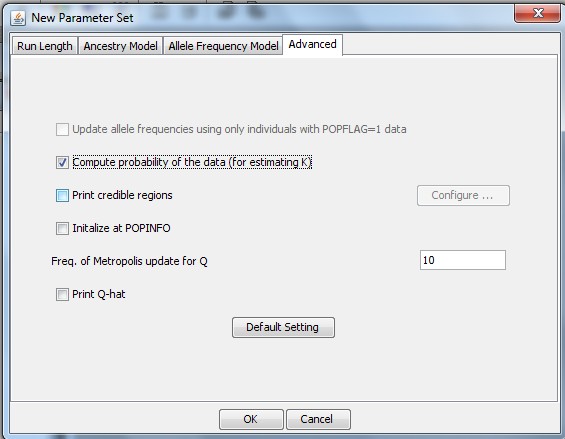 New Parameter Set
Run Length Ancestry Model Allele Frequency Model Advanced
Update allele frequencies using only individuals with POPFLAG=1 data
Compute probability of the data (for estimating K)
Print credible regions Configure ...
Initalize at POPINFO
Freq. of Metropolis update for Q 10
Print Q-hat
Default Setting
OK Cancel